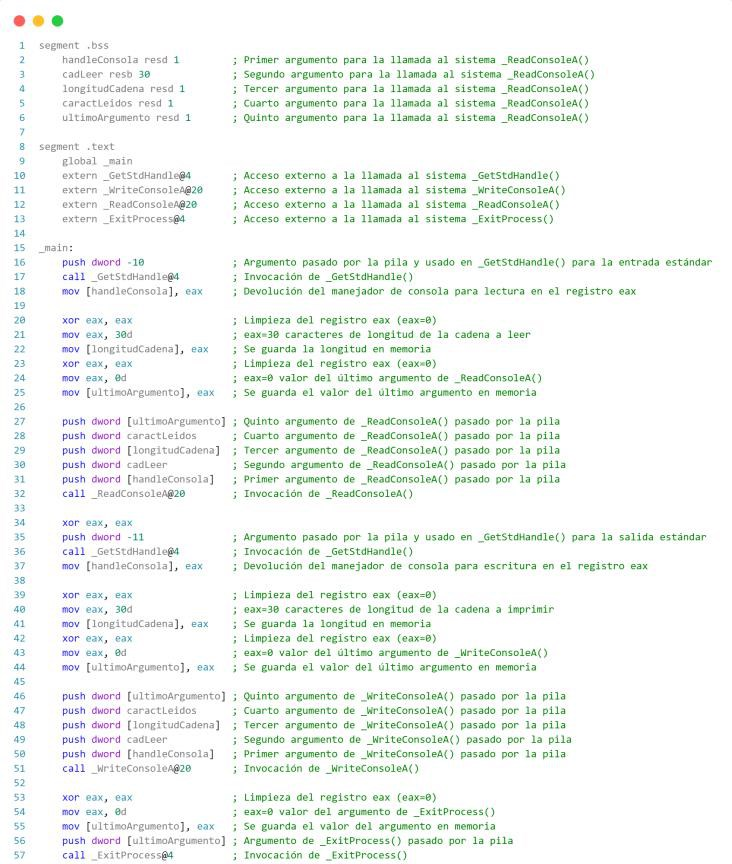 1 segment .bss
2 handleConsola resd 1 ; Primer argumento para la llamada al sistema _ReadConsoleA()
3 cadLeer resb 30 ; Segundo argumento para la llamada al sistema _ReadConsoleA()
4 longitudCadena resd 1 ; Tercer argumento para la llamada al sistema _ReadConsoleA()
5 caractLeidos resd 1 ; Cuarto argumento para la llamada al sistema _ReadConsoleA()
6 ultimoArgumento resd 1 ; Quinto argumento para la llamada al sistema _ReadConsoleA()
7
8 segment .text
9 global _main
10 extern _GetStdHandle@4 ; Acceso externo a la llamada al sistema _GetStdHandle()
11 extern _WriteConsoleA@20 ; Acceso externo a la llamada al sistema _WriteConsoleA()
12 extern _ReadConsoleA@20 ; Acceso externo a la llamada al sistema _ReadConsoleA()
13 extern _ExitProcess@4 ; Acceso externo a la llamada al sistema _ExitProcess()
14
15 _main:
16 push dword -10 ; Argumento pasado por la pila y usado en _GetStdHandle() para la entrada estándar
17 call _GetStdHandle@4 ; Invocación de _GetStdHandle()
18 mov [handleConsola], eax ; Devolución del manejador de consola para lectura en el registro eax
19
20 xor eax, eax ; Limpieza del registro eax (eax=0)
21 mov eax, 30d ; eax=30 caracteres de longitud de la cadena a leer
22 mov [longitudCadena], eax ; Se guarda la longitud en memoria
23 xor eax, eax ; Limpieza del registro eax (eax=0)
24 mov eax, 0d ; eax=0 valor del último argumento de _ReadConsoleA()
25 mov [ultimoArgumento], eax ; Se guarda el valor del último argumento en memoria
26
27 push dword [ultimoArgumento] ; Quinto argumento de _ReadConsoleA() pasado por la pila
28 push dword caractLeidos ; Cuarto argumento de _ReadConsoleA() pasado por la pila
29 push dword [longitudCadena] ; Tercer argumento de _ReadConsoleA() pasado por la pila
30 push dword cadLeer ; Segundo argumento de _ReadConsoleA() pasado por la pila
31 push dword [handleConsola] ; Primer argumento de _ReadConsoleA() pasado por la pila
32 call _ReadConsoleA@20 ; Invocación de _ReadConsoleA()
33
34 xor eax, eax
35 push dword -11 ; Argumento pasado por la pila y usado en _GetStdHandle() para la salida estándar
36 call _GetStdHandle@4 ; Invocación de _GetStdHandle()
37 mov [handleConsola], eax ; Devolución del manejador de consola para escritura en el registro eax
38
39 xor eax, eax ; Limpieza del registro eax (eax=0)
40 mov eax, 30d ; eax=30 caracteres de longitud de la cadena a imprimir
41 mov [longitudCadena], eax ; Se guarda la longitud en memoria
42 xor eax, eax ; Limpieza del registro eax (eax=0)
43 mov eax, 0d ; eax=0 valor del último argumento de _WriteConsoleA()
44 mov [ultimoArgumento], eax ; Se guarda el valor del último argumento en memoria
45
46 push dword [ultimoArgumento] ; Quinto argumento de _WriteConsoleA() pasado por la pila
47 push dword caractLeidos ; Cuarto argumento de _WriteConsoleA() pasado por la pila
48 push dword [longitudCadena] ; Tercer argumento de _WriteConsoleA() pasado por la pila
49 push dword cadLeer ; Segundo argumento de _WriteConsoleA() pasado por la pila
50 push dword [handleConsola] ; Primer argumento de _WriteConsoleA() pasado por la pila
51 call _WriteConsoleA@20 ; Invocación de _WriteConsoleA()
52
53 xor eax, eax ; Limpieza del registro eax (eax=0)
54 mov eax, 0d ; eax=0 valor del argumento de _ExitProcess()
55 mov [ultimoArgumento], eax ; Se guarda el valor del argumento en memoria
56 push dword [ultimoArgumento] ; Argumento de _ExitProcess() pasado por la pila
57 call _ExitProcess@4 ; Invocación de _ExitProcess()